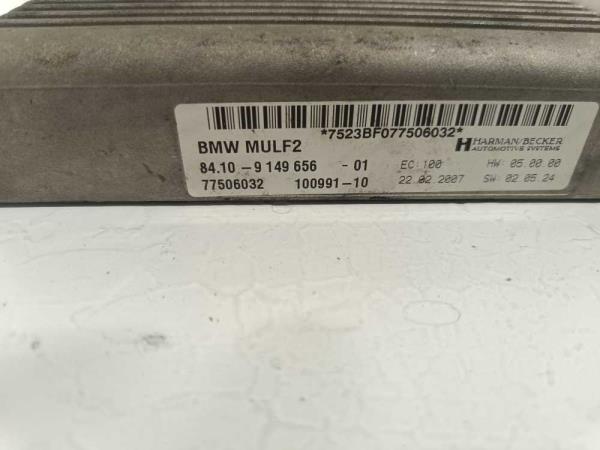 *7523BF077506032*
BMW MULF2
HARMAN/BECKER
AUTOMOTIVE SYSTEMS
84.10 - 9 149 656 - 01 EC: 100 HW: 05.00.00
77506032 100991-10 22.02.2007 SW: 02.05.24